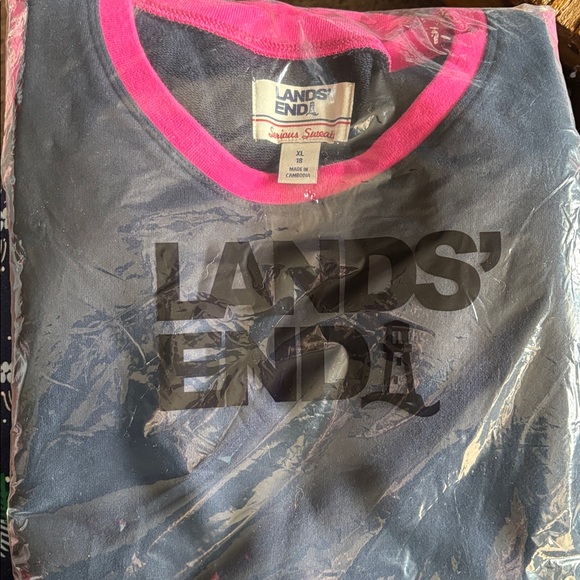 LANDS'
END
Serious Sweats
XL
18
MADE IN
CAMBODIA
LANDS'
END